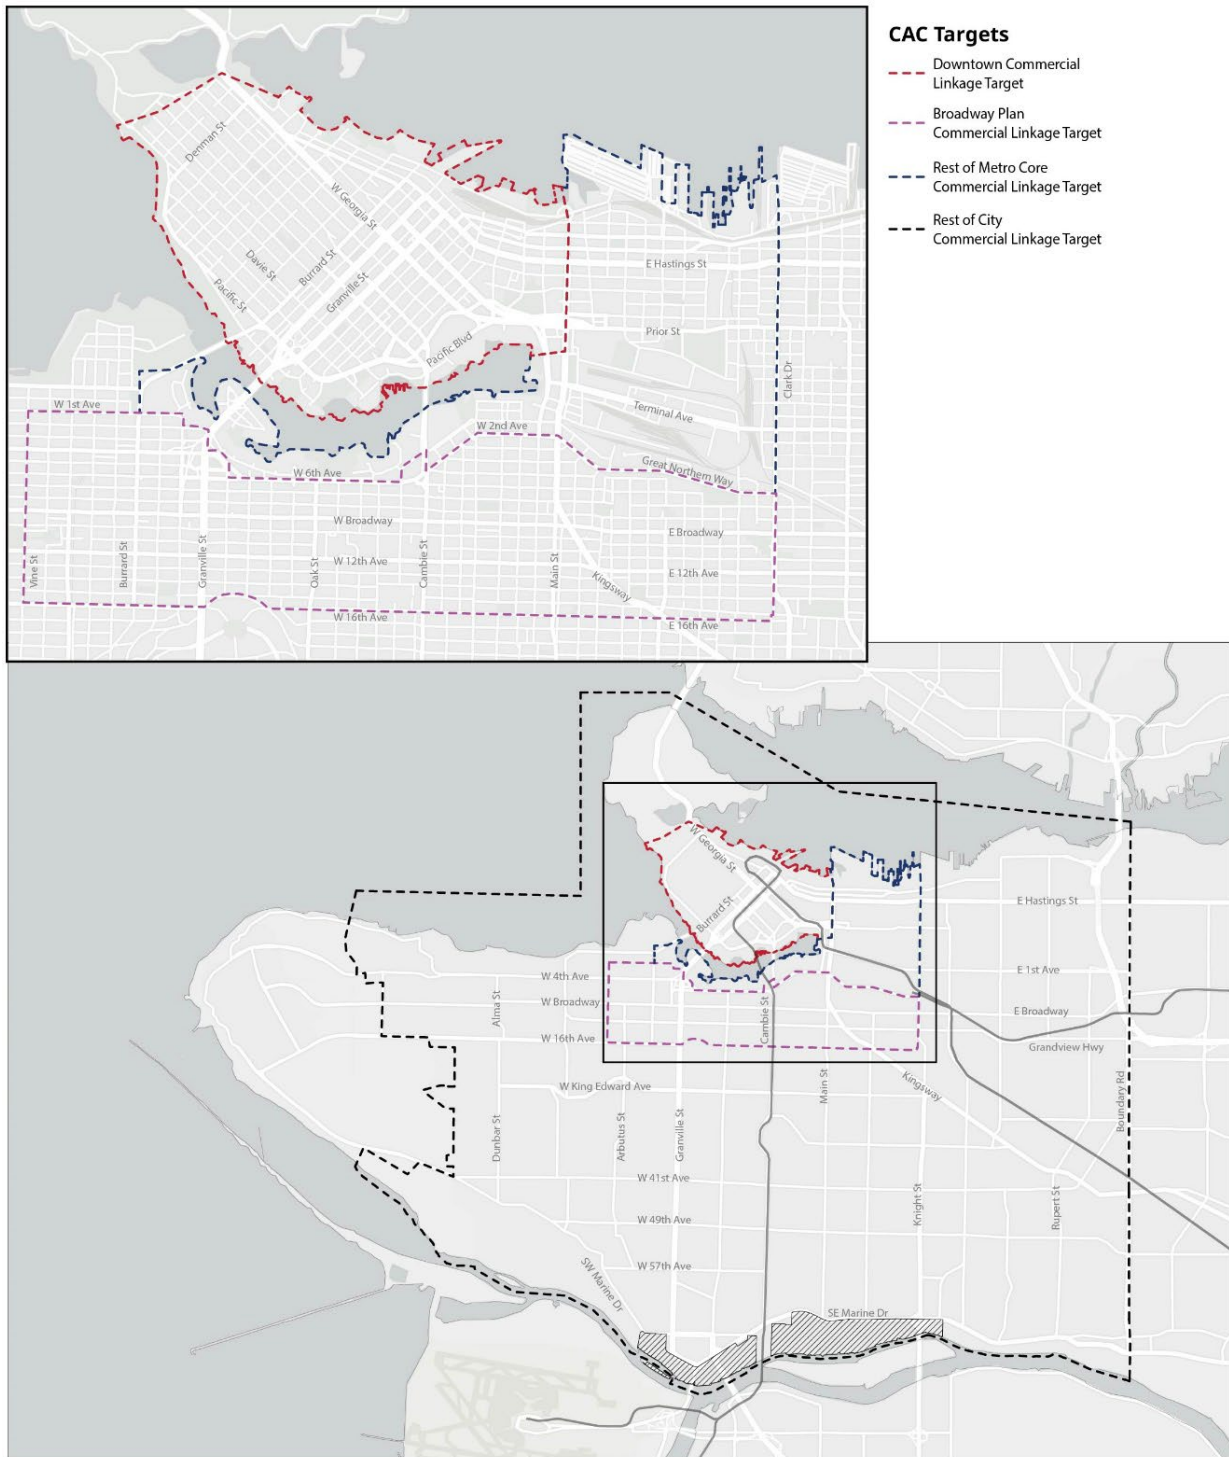 CAC Targets
Downtown Commercial
Linkage Target
Broadway Plan
Commercial Linkage Target
Rest of Metro Core
Commercial Linkage Target
Rest of City
Commercial Linkage Target
Denman St
W Georgia St
Davie St
Burrard St
Granville St
Pacific St
Pacific Blvd
E Hastings St
Prior St
Clark Dr
Terminal Ave
W 1st Ave
W 2nd Ave
Great Northern Way
W 6th Ave
W Broadway
E Broadway
Vine St
Burrard St
Granville St
Oak St
Cambie St
Main St
W 12th Ave
E 12th Ave
Kingsway
W 16th Ave
E 16th Ave
W Georgia St
Burrard St
E Hastings St
W 4th Ave
E 1st Ave
Alma St
W Broadway
Cambie St
E Broadway
W 16th Ave
Grandview Hwy
W King Edward Ave
Main St
Kingsway
Boundary Rd
Dunbar St
Arbutus St
Granville St
W 41st Ave
Knight St
Rupert St
W 49th Ave
W 57th Ave
SW Marine Dr
SE Marine Dr